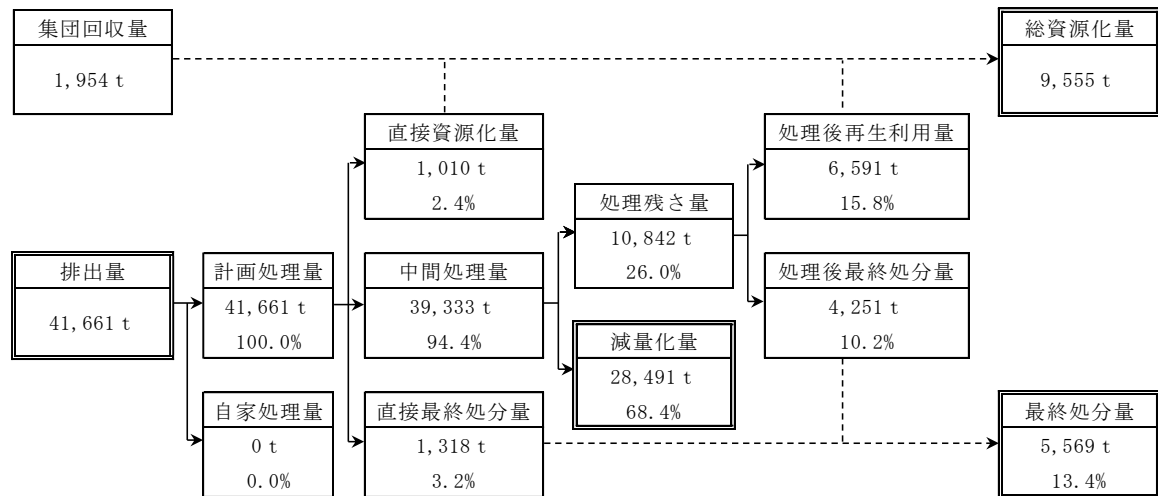 集団回収量
1,954 t
総資源化量
9,555 t
直接資源化量
1,010 t
2.4%
処理後再生利用量
6,591 t
15.8%
処理残さ量
10,842 t
26.0%
排出量
41,661 t
計画処理量
41,661 t
100.0%
中間処理量
39,333 t
94.4%
処理後最終処分量
4,251 t
10.2%
減量化量
28,491 t
68.4%
自家処理量
0 t
0.0%
直接最終処分量
1,318 t
3.2%
最終処分量
5,569 t
13.4%